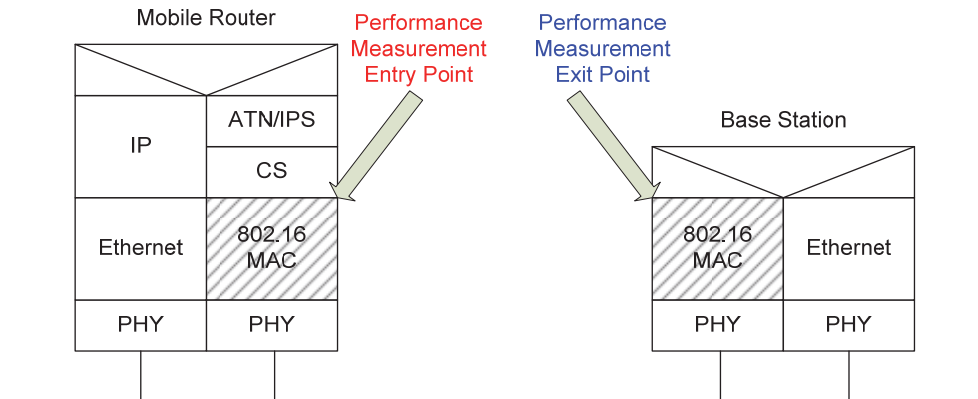 Mobile Router
Performance
Measurement
Entry Point
Performance
Measurement
Exit Point
Base Station
IP
ATN/IPS
CS
Ethernet
802.16
MAC
PHY
PHY
802.16
MAC
Ethernet
PHY
PHY